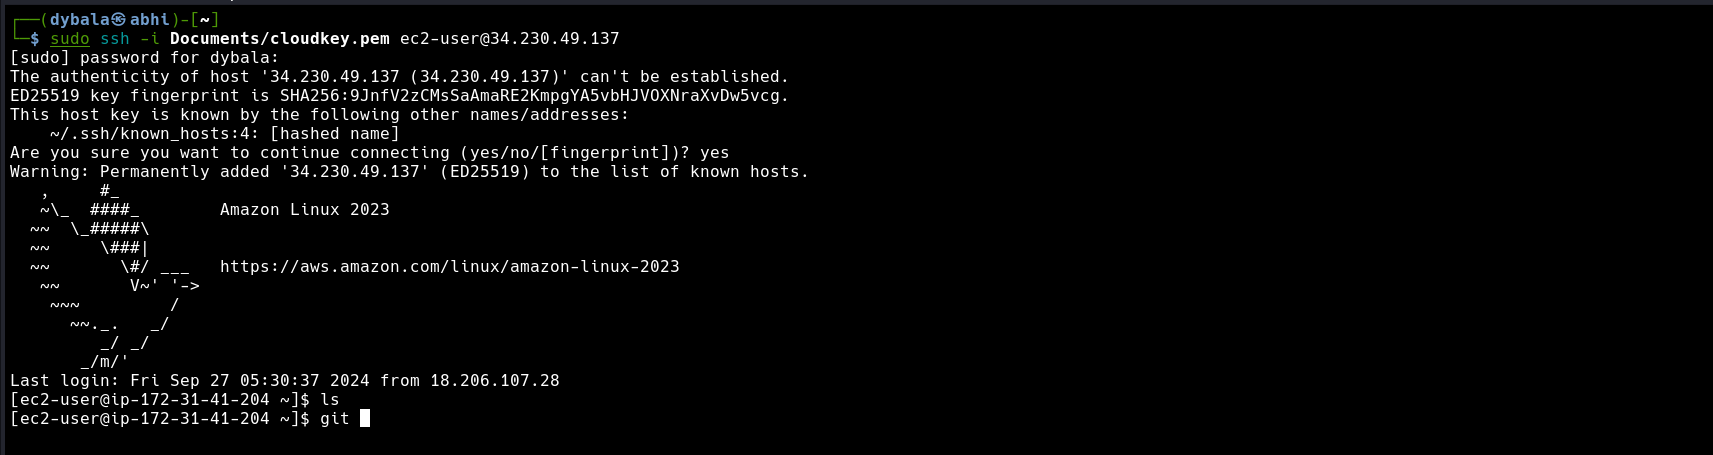 ┌──(dybala㉿abhi)-[~]
└─$ sudo ssh -i Documents/cloudkey.pem ec2-user@34.230.49.137
[sudo] password for dybala:
The authenticity of host '34.230.49.137 (34.230.49.137)' can't be established.
ED25519 key fingerprint is SHA256:9JnfV2zCMsSaAmaRE2KmpgYA5vbHJVOXNraXvDw5vcg.
This host key is known by the following other names/addresses:
    ~/.ssh/known_hosts:4: [hashed name]
Are you sure you want to continue connecting (yes/no/[fingerprint])? yes
Warning: Permanently added '34.230.49.137' (ED25519) to the list of known hosts.
   ,     #_
   ~\_  ####_        Amazon Linux 2023
  ~~  \_#####\
  ~~     \###|
  ~~       \#/ ___   https://aws.amazon.com/linux/amazon-linux-2023
   ~~       V~' '->
    ~~~         /
      ~~._.   _/
         _/ _/
       _/m/'
Last login: Fri Sep 27 05:30:37 2024 from 18.206.107.28
[ec2-user@ip-172-31-41-204 ~]$ ls
[ec2-user@ip-172-31-41-204 ~]$ git